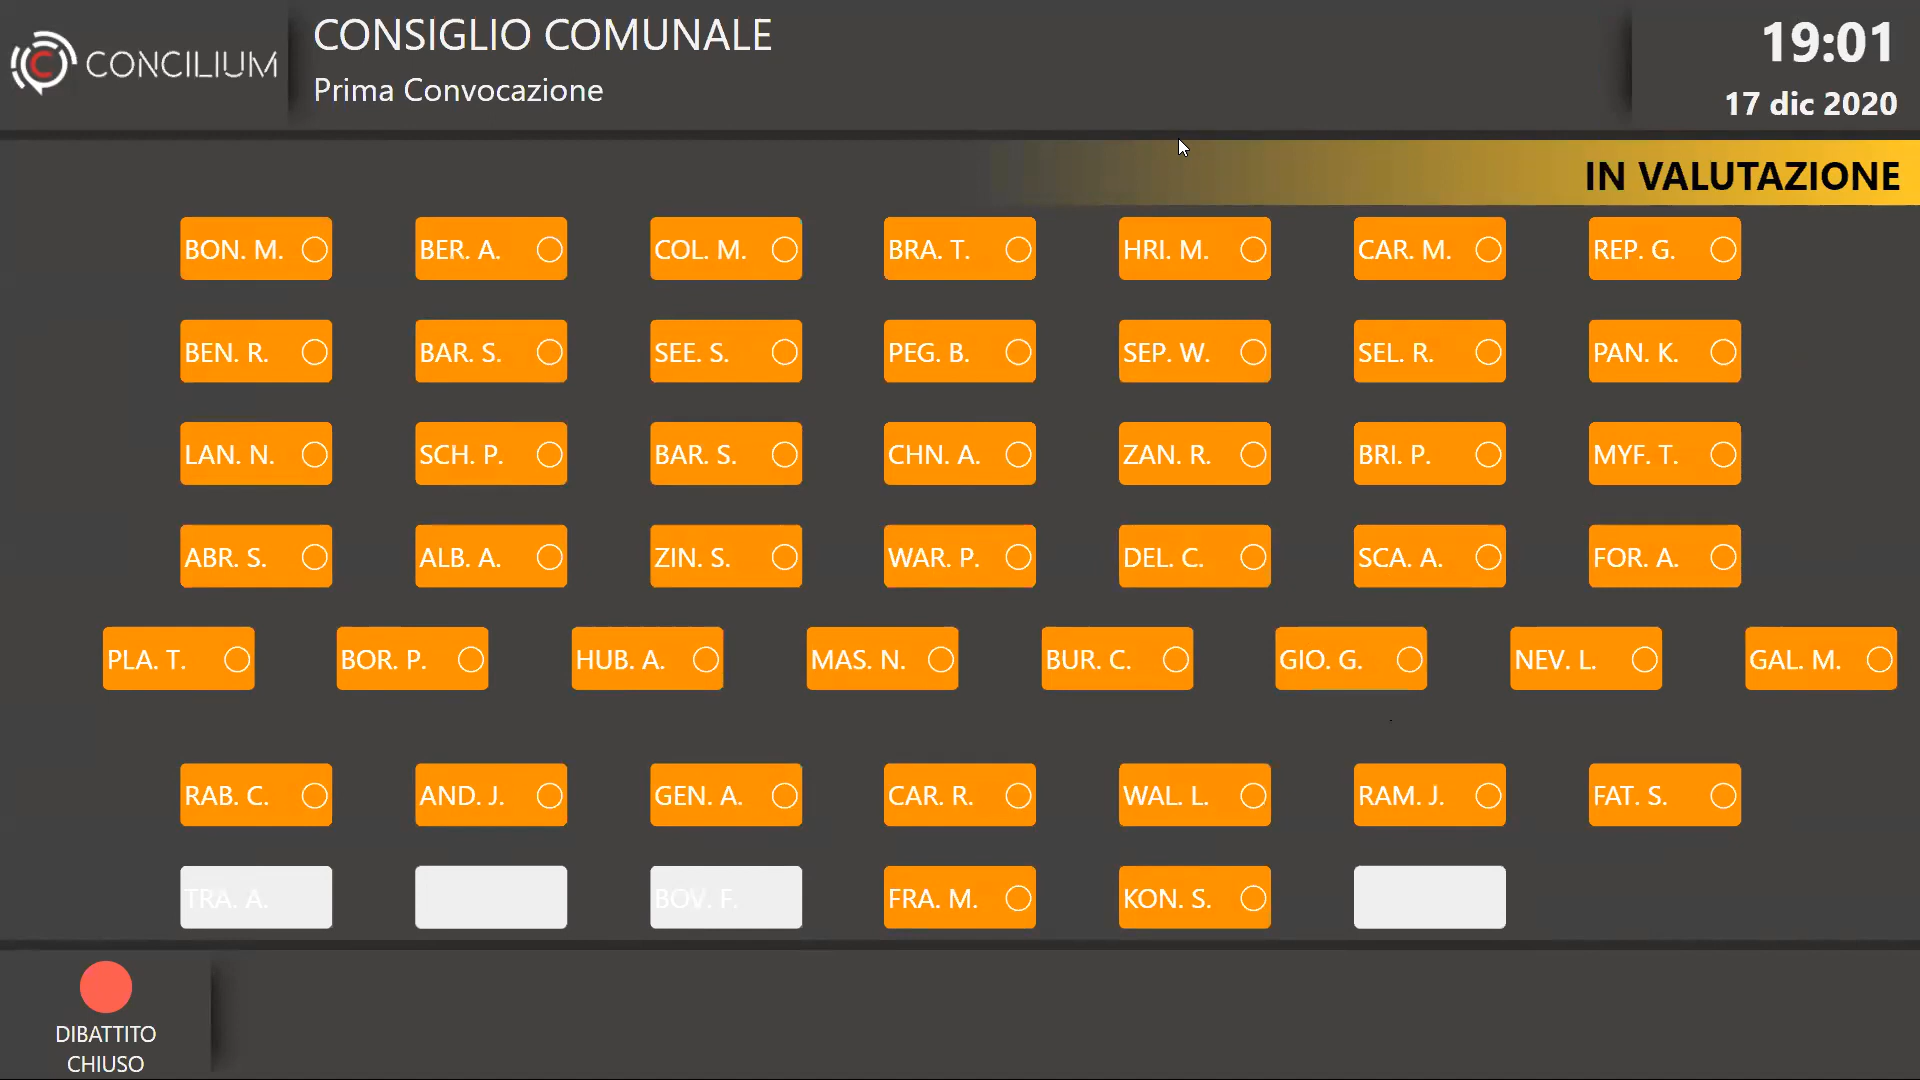 CONCILIUM
CONSIGLIO COMUNALE
Prima Convocazione
19:01
17 dic 2020
IN VALUTAZIONE
BON. M. BER. A. COL. M. BRA. T. HRI. M. CAR. M. REP. G.
BEN. R. BAR. S. SEE. S. PEG. B. SEP. W. SEL. R. PAN. K.
LAN. N. SCH. P. BAR. S. CHN. A. ZAN. R. BRI. P. MYF. T.
ABR. S. ALB. A. ZIN. S. WAR. P. DEL. C. SCA. A. FOR. A.
PLA. T. BOR. P. HUB. A. MAS. N. BUR. C. GIO. G. NEV. L. GAL. M.
RAB. C. AND. J. GEN. A. CAR. R. WAL. L. RAM. J. FAT. S.
TRA. A. BOV. F. FRA. M. KON. S.
DIBATTITO
CHIUSO